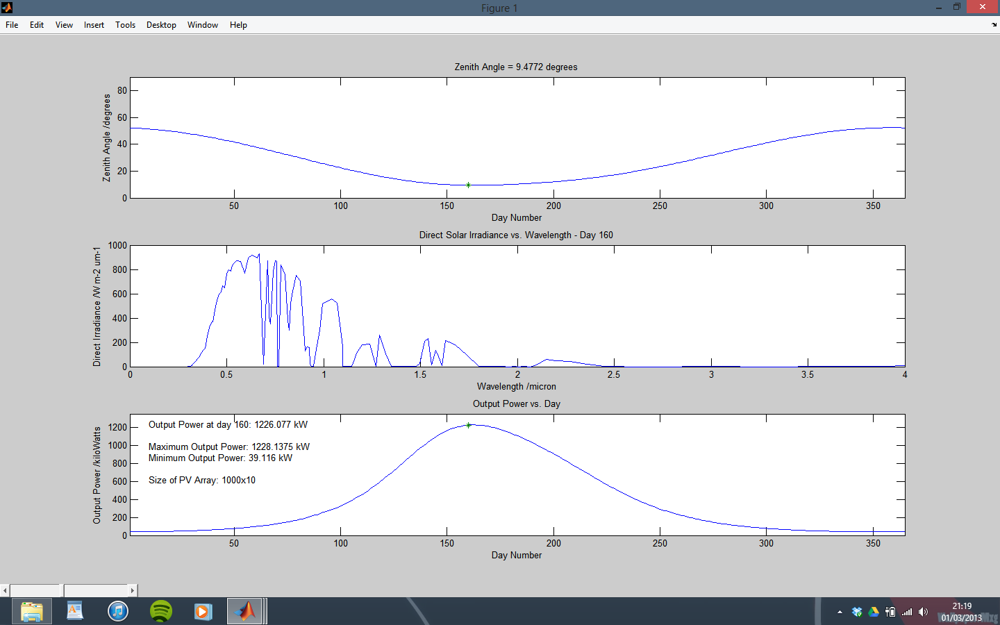 Figure 1
File Edit View Insert Tools Desktop Window Help
Zenith Angle = 9.4772 degrees
Zenith Angle /degrees
80
60
40
20
0
50 100 150 200 250 300 350
Day Number
Direct Solar Irradiance vs. Wavelength - Day 160
Direct Irradiance /W m-2 um-1
1000
800
600
400
200
0
0 0.5 1 1.5 2 2.5 3 3.5 4
Wavelength /micron
Output Power vs. Day
Output Power /kiloWatts
1200
1000
800
600
400
200
0
Output Power at day 160: 1226.077 kW
Maximum Output Power: 1228.1375 kW
Minimum Output Power: 39.116 kW
Size of PV Array: 1000x10
50 100 150 200 250 300 350
Day Number
21:19
01/03/2013